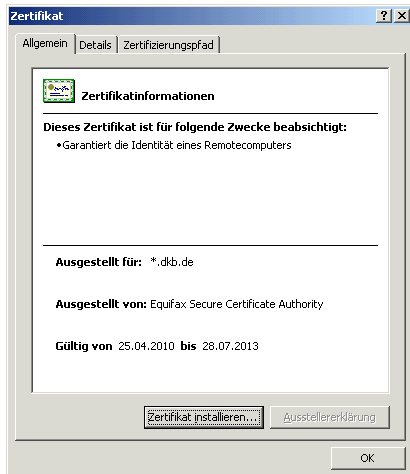 Zertifikat
Allgemein
Details
Zertifizierungspfad
Zertifikatinformationen
Dieses Zertifikat ist für folgende Zwecke beabsichtigt:
•Garantiert die Identität eines Remotecomputers
Ausgestellt für: *.dkb.de
Ausgestellt von: Equifax Secure Certificate Authority
Gültig von 25.04.2010 bis 28.07.2013
Zertifikat installieren...
Ausstellererklärung
OK